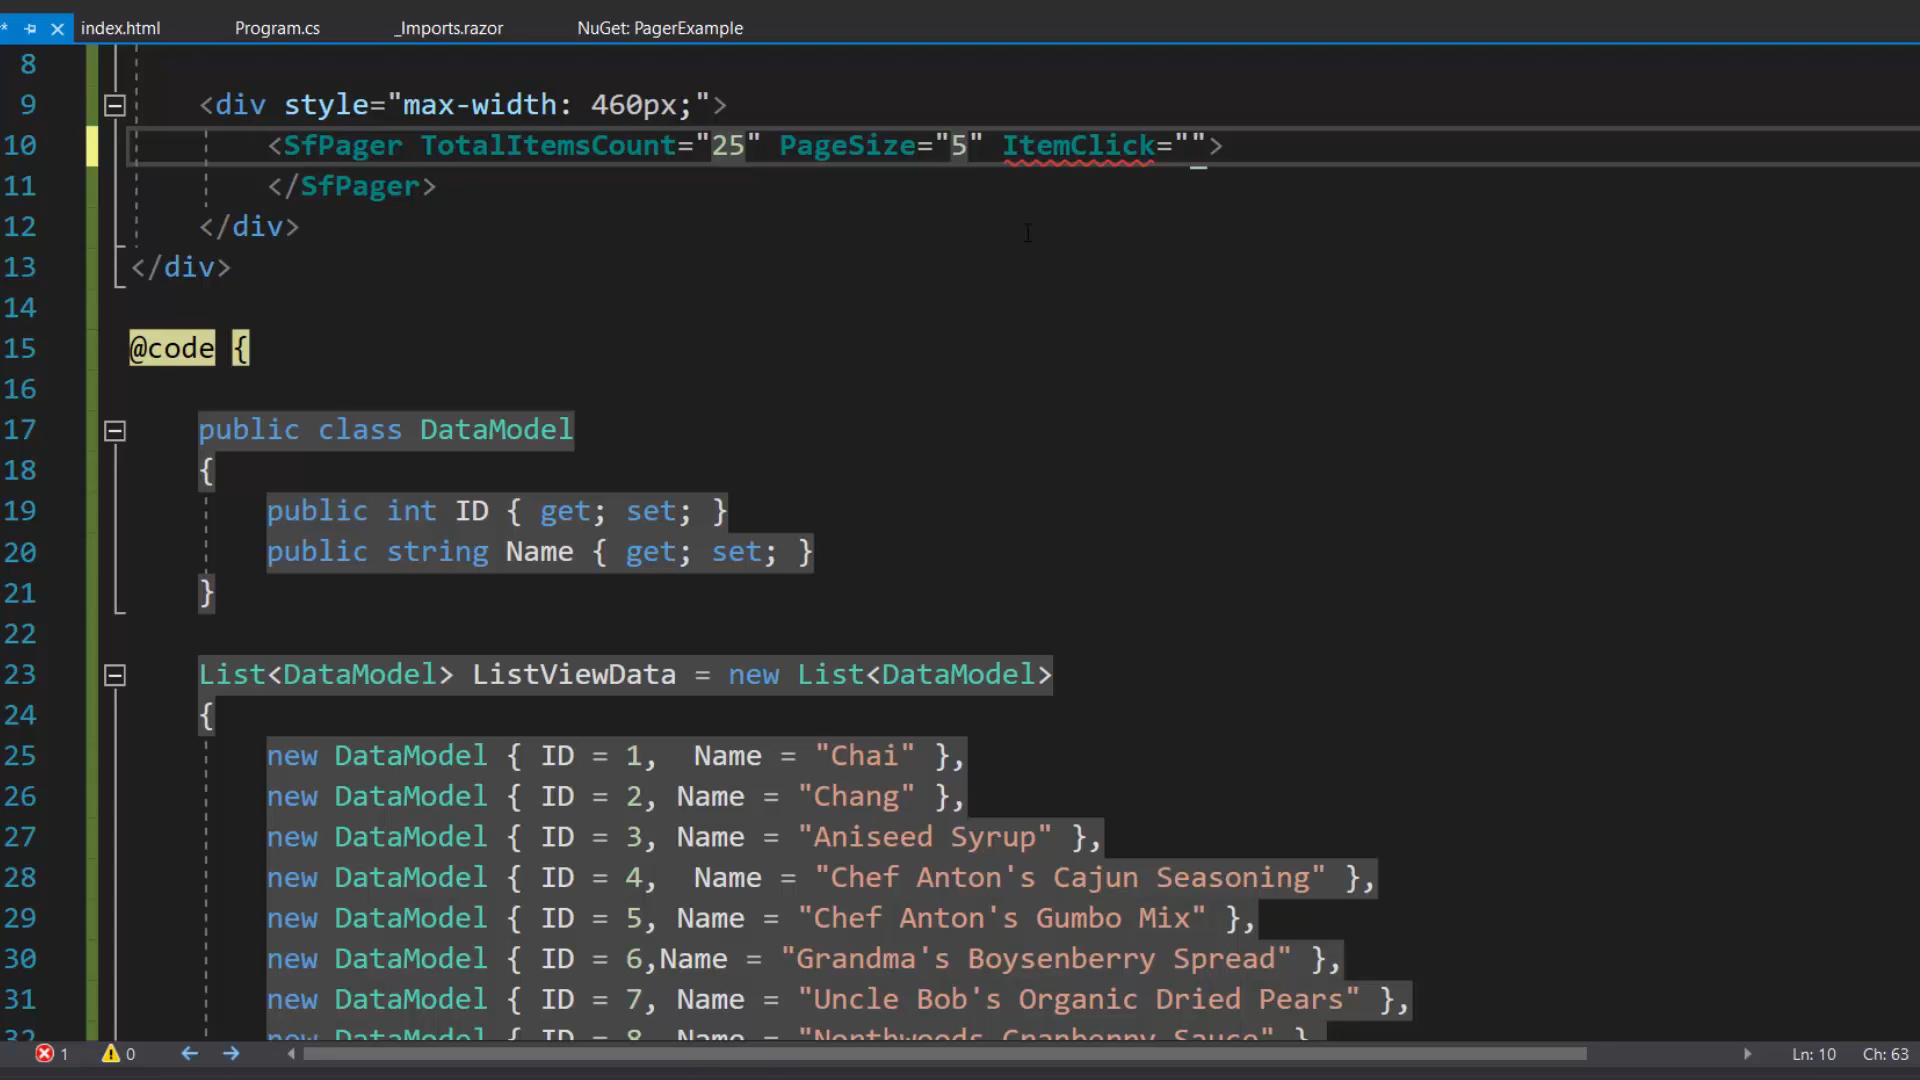 * index.html Program.cs _Imports.razor NuGet: PagerExample
8
9 <div style="max-width: 460px;">
10 <SfPager TotalItemsCount="25" PageSize="5" ItemClick="">
11 </SfPager>
12 </div>
13 </div>
14
15 @code {
16
17 public class DataModel
18 {
19 public int ID { get; set; }
20 public string Name { get; set; }
21 }
22
23 List<DataModel> ListViewData = new List<DataModel>
24 {
25 new DataModel { ID = 1,  Name = "Chai" },
26 new DataModel { ID = 2, Name = "Chang" },
27 new DataModel { ID = 3, Name = "Aniseed Syrup" },
28 new DataModel { ID = 4,  Name = "Chef Anton's Cajun Seasoning" },
29 new DataModel { ID = 5, Name = "Chef Anton's Gumbo Mix" },
30 new DataModel { ID = 6,Name = "Grandma's Boysenberry Spread" },
31 new DataModel { ID = 7, Name = "Uncle Bob's Organic Dried Pears" },
32 new DataModel { ID = 8, Name = "Northwoods Cranberry Sauce" },
1 0 Ln: 10 Ch: 63